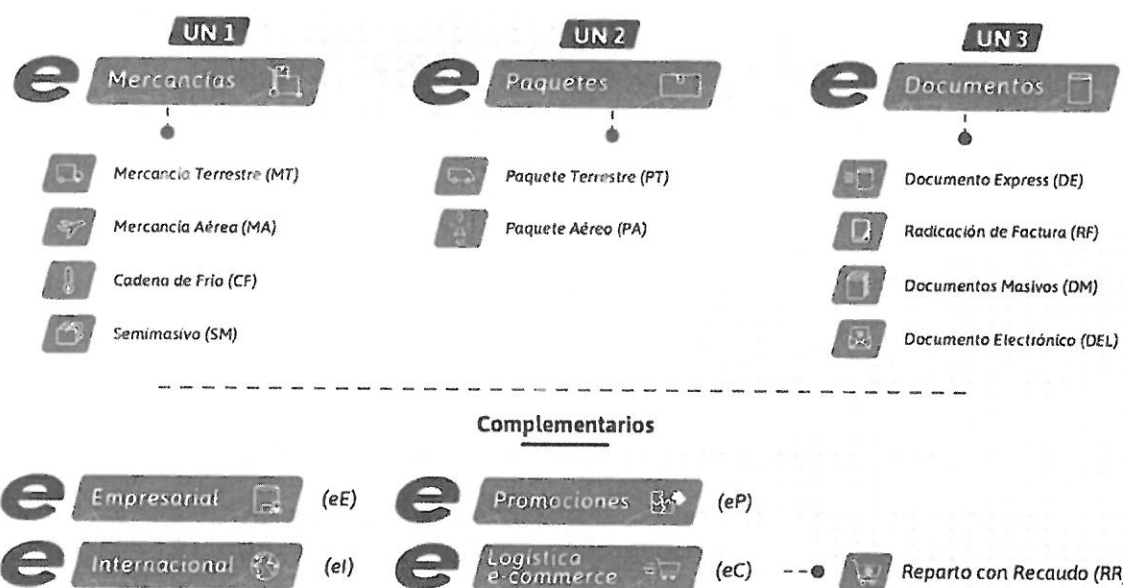 UN 1
e Mercancías
Mercancía Terrestre (MT)
Mercancía Aérea (MA)
Cadena de Frío (CF)
Semimasivo (SM)
UN 2
e Paquetes
Paquete Terrestre (PT)
Paquete Aéreo (PA)
UN 3
e Documentos
Documento Express (DE)
Radicación de Factura (RF)
Documentos Masivos (DM)
Documento Electrónico (DEL)
Complementarios
e Empresarial (eE)
e Promociones (eP)
e Internacional (eI)
e Logística
e-commerce (eC)
Reparto con Recaudo (RR)